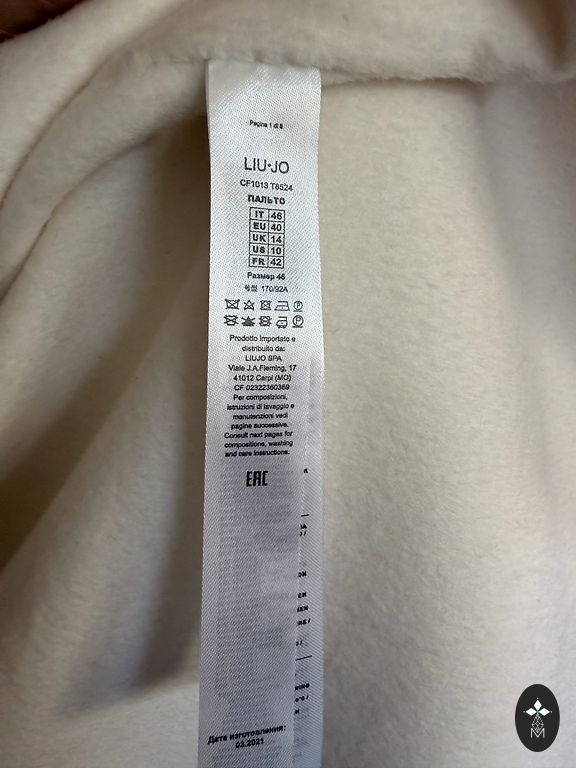 Pagina 1 di 8
LIU•JO
CF1013 T8524
ПАЛЬТО
IT 46
EU 40
UK 14
US 10
FR 42
Размер 46
号型 170/92A
Prodotto importato e
distribuito da:
LIUJO SPA
Viale J.A.Fleming, 17
41012 Carpi (MO)
CF 02322360369
Per composizioni,
istruzioni di lavaggio e
manutenzioni vedi
pagine successive.
Consult next pages for
compositions, washing
and care instructions.
EAC
Дата изготовления:
03.2021
M